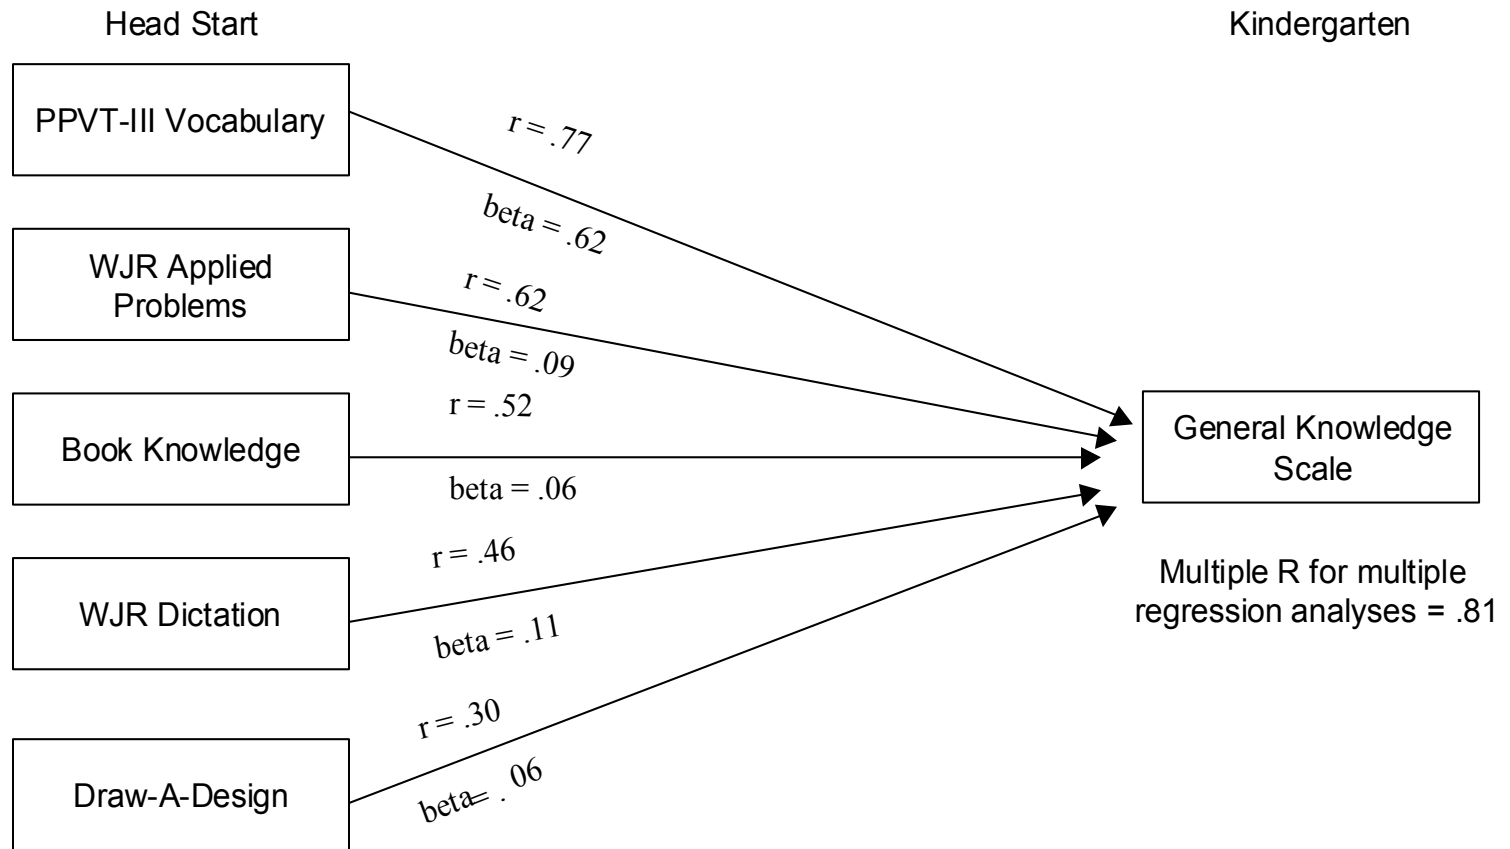 Head Start
Kindergarten
PPVT-III Vocabulary
r = .77
beta = .62
WJR Applied
Problems
r = .62
beta = .09
Book Knowledge
r = .52
beta = .06
General Knowledge
Scale
WJR Dictation
r = .46
beta = .11
Multiple R for multiple
regression analyses = .81
Draw-A-Design
r = .30
beta= . 06